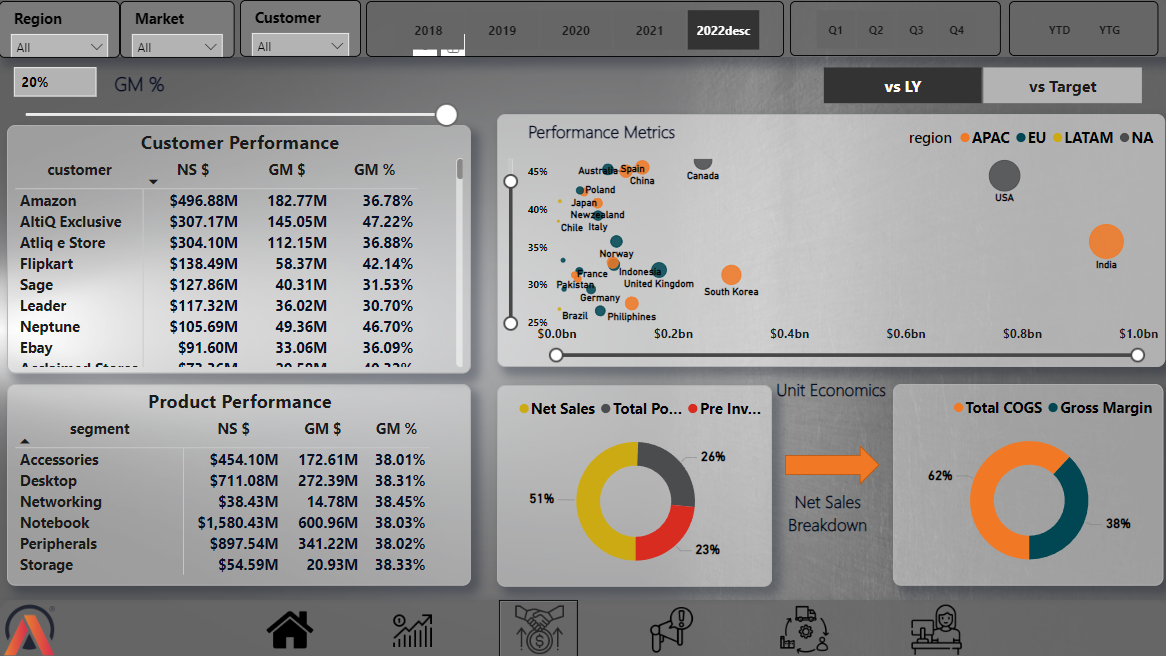 Region
Market
Customer
All
All
All
2018
2019
2020
2021
2022desc
Q1
Q2
Q3
Q4
YTD
YTG
20%
GM %
vs LY
vs Target
Customer Performance
customer NS $ GM $ GM %
Amazon $496.88M 182.77M 36.78%
AltiQ Exclusive $307.17M 145.05M 47.22%
Atliq e Store $304.10M 112.15M 36.88%
Flipkart $138.49M 58.37M 42.14%
Sage $127.86M 40.31M 31.53%
Leader $117.32M 36.02M 30.70%
Neptune $105.69M 49.36M 46.70%
Ebay $91.60M 33.06M 36.09%
Performance Metrics
region APAC EU LATAM NA
45%
40%
35%
30%
25%
Australia
Spain
China
Canada
USA
Poland
Japan
Newzealand
Chile
Italy
Norway
India
France
Indonesia
Pakistan
United Kingdom
South Korea
Germany
Brazil
Philiphines
$0.0bn
$0.2bn
$0.4bn
$0.6bn
$0.8bn
$1.0bn
Product Performance
segment NS $ GM $ GM %
Accessories $454.10M 172.61M 38.01%
Desktop $711.08M 272.39M 38.31%
Networking $38.43M 14.78M 38.45%
Notebook $1,580.43M 600.96M 38.03%
Peripherals $897.54M 341.22M 38.02%
Storage $54.59M 20.93M 38.33%
Unit Economics
Net Sales Total Po... Pre Inv...
26%
51%
23%
Net Sales
Breakdown
Total COGS Gross Margin
62%
38%